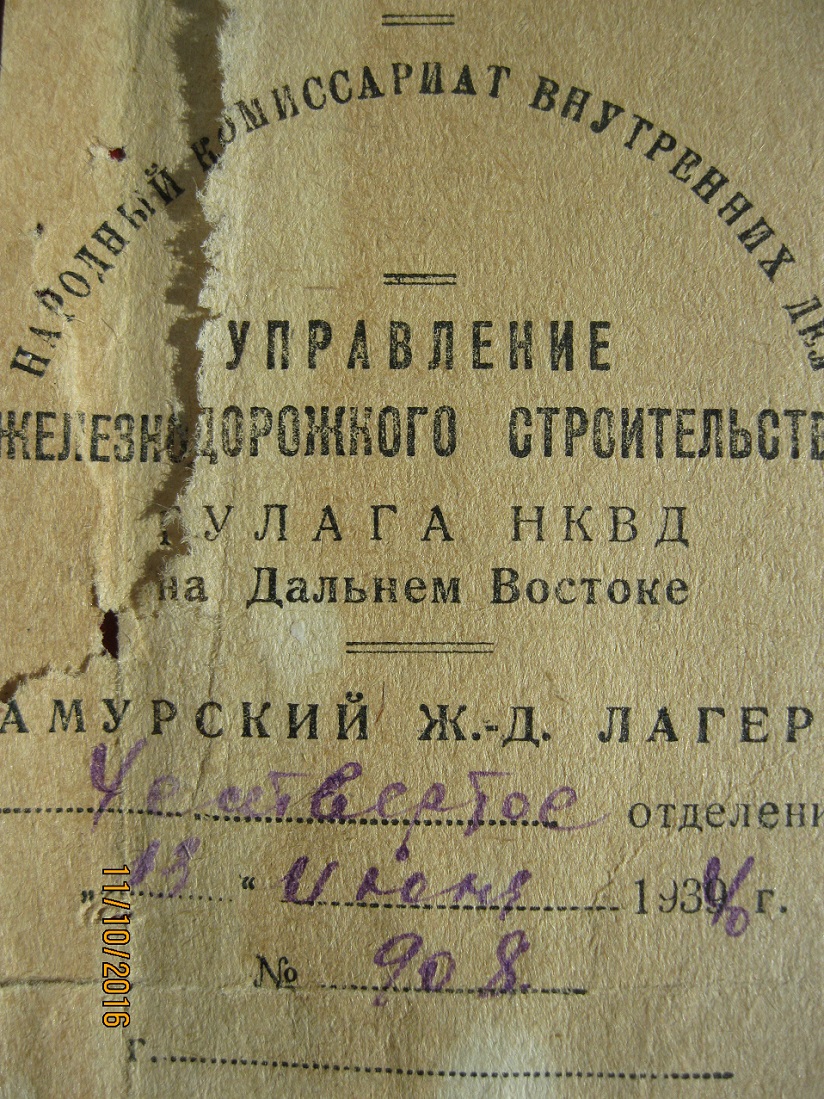 НАРОДНЫЙ КОМИССАРИАТ ВНУТРЕННИХ ДЕЛ
УПРАВЛЕНИЕ
ЖЕЛЕЗНОДОРОЖНОГО СТРОИТЕЛЬСТВ
ГУЛАГА НКВД
на Дальнем Востоке
АМУРСКИЙ Ж.-Д. ЛАГЕР
Четвертое отделени
„13“ июня 1940 г.
№ 908
г.
11/10/2016